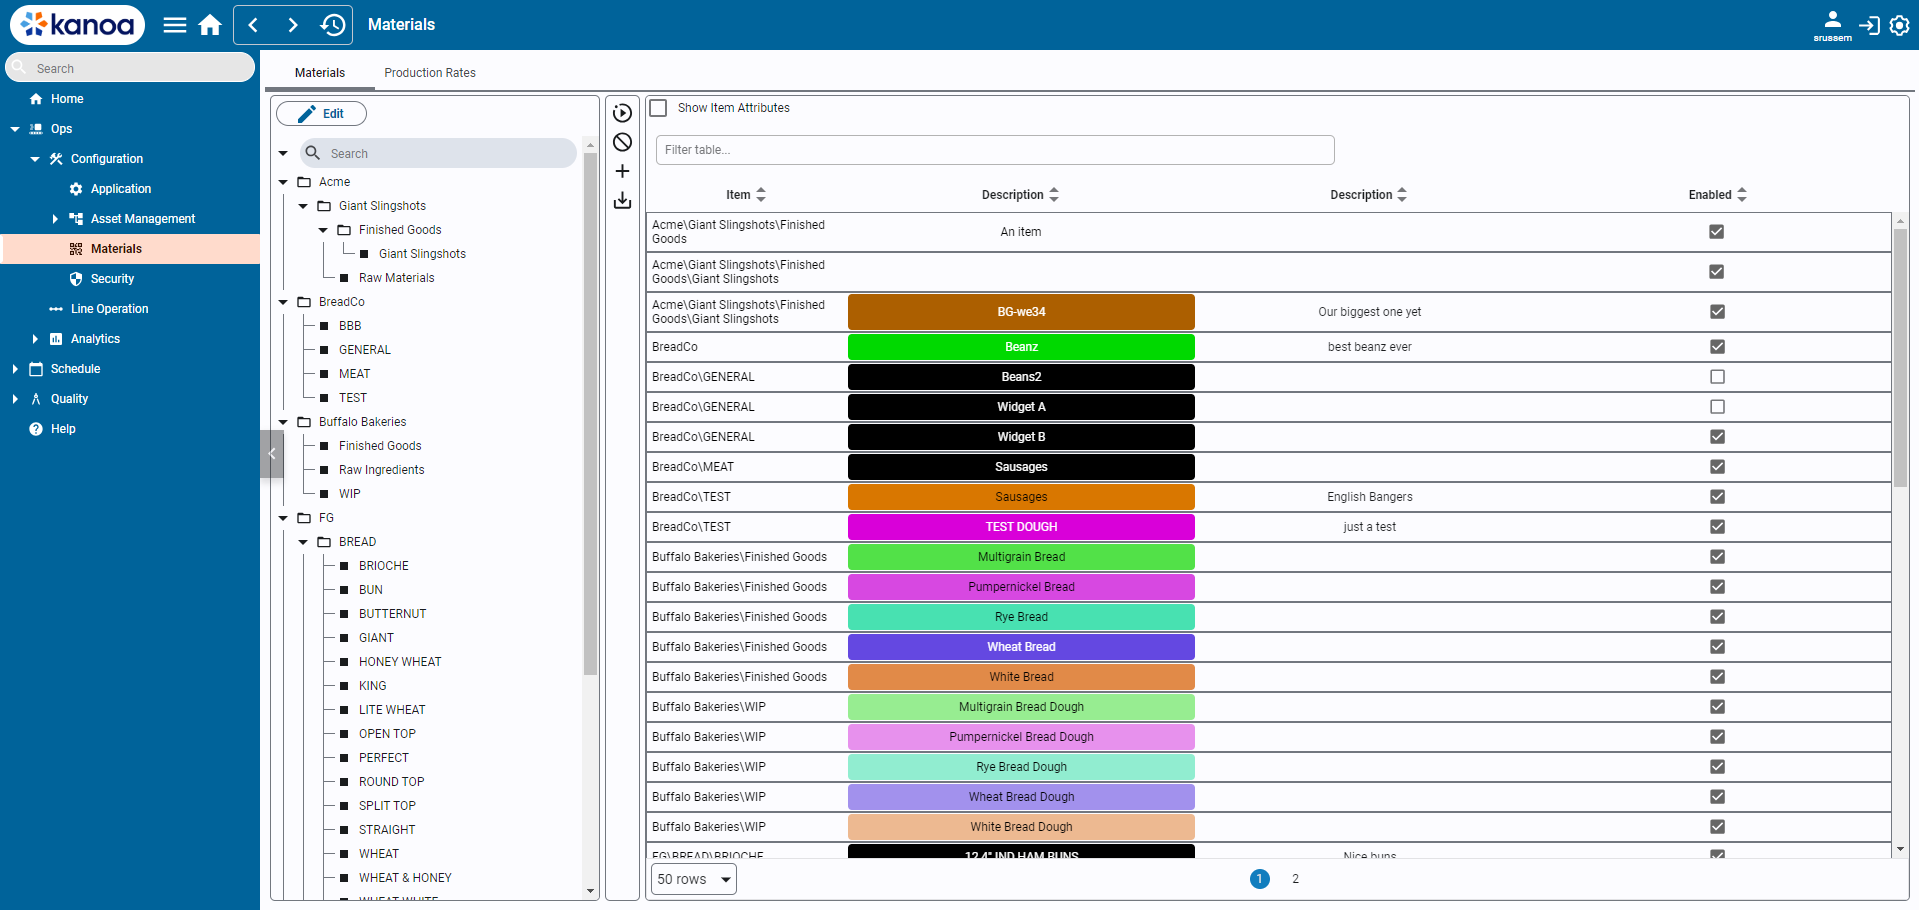 kanoa
Materials
srussem
Search
Home
Ops
Configuration
Application
Asset Management
Materials
Security
Line Operation
Analytics
Schedule
Quality
Help
Materials
Production Rates
Edit
Search
Acme
Giant Slingshots
Finished Goods
Giant Slingshots
Raw Materials
BreadCo
BBB
GENERAL
MEAT
TEST
Buffalo Bakeries
Finished Goods
Raw Ingredients
WIP
FG
BREAD
BRIOCHE
BUN
BUTTERNUT
GIANT
HONEY WHEAT
KING
LITE WHEAT
OPEN TOP
PERFECT
ROUND TOP
SPLIT TOP
STRAIGHT
WHEAT
WHEAT & HONEY
WHEAT WHITE
Show Item Attributes
Filter table...
Item Description Description Enabled
Acme\Giant Slingshots\Finished
Goods An item
Acme\Giant Slingshots\Finished
Goods\Giant Slingshots
Acme\Giant Slingshots\Finished
Goods\Giant Slingshots BG-we34 Our biggest one yet
BreadCo Beanz best beanz ever
BreadCo\GENERAL Beans2
BreadCo\GENERAL Widget A
BreadCo\GENERAL Widget B
BreadCo\MEAT Sausages
BreadCo\TEST Sausages English Bangers
BreadCo\TEST TEST DOUGH just a test
Buffalo Bakeries\Finished Goods Multigrain Bread
Buffalo Bakeries\Finished Goods Pumpernickel Bread
Buffalo Bakeries\Finished Goods Rye Bread
Buffalo Bakeries\Finished Goods Wheat Bread
Buffalo Bakeries\Finished Goods White Bread
Buffalo Bakeries\WIP Multigrain Bread Dough
Buffalo Bakeries\WIP Pumpernickel Bread Dough
Buffalo Bakeries\WIP Rye Bread Dough
Buffalo Bakeries\WIP Wheat Bread Dough
Buffalo Bakeries\WIP White Bread Dough
FG\BREAD\BRIOCHE 12 4" IND HAM BUNS Nice buns
50 rows 1 2